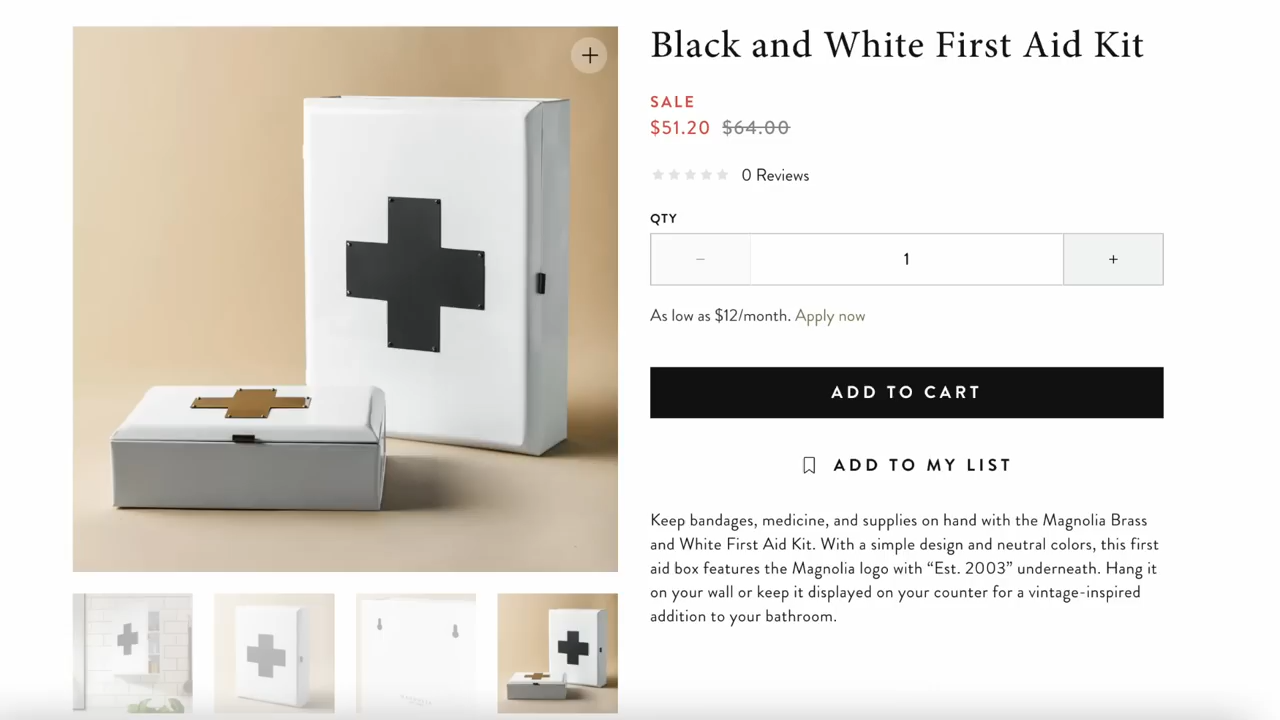 Black and White First Aid Kit
SALE
$51.20 $64.00
0 Reviews
QTY
− 1 +
As low as $12/month. Apply now
ADD TO CART
ADD TO MY LIST
Keep bandages, medicine, and supplies on hand with the Magnolia Brass
and White First Aid Kit. With a simple design and neutral colors, this first
aid box features the Magnolia logo with “Est. 2003” underneath. Hang it
on your wall or keep it displayed on your counter for a vintage-inspired
addition to your bathroom.